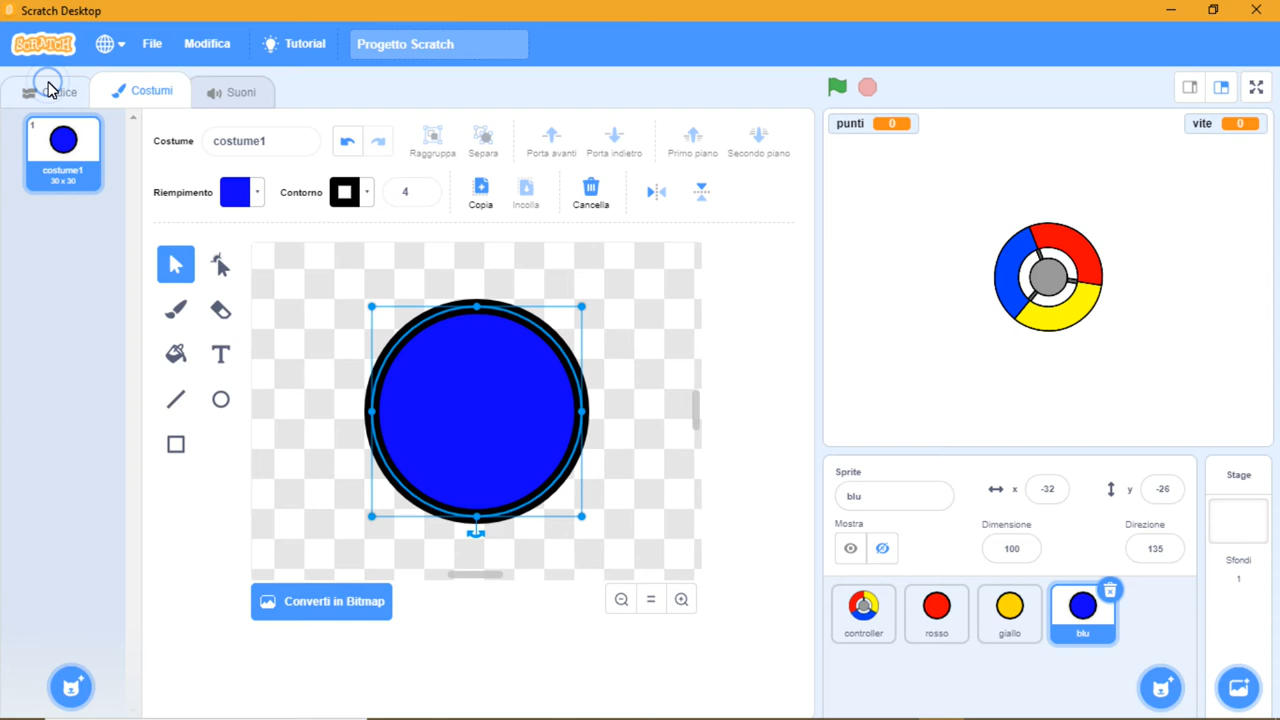 Scratch Desktop
SCRATCH
File
Modifica
Tutorial
Progetto Scratch
Codice
Costumi
Suoni
1
costume1
30 x 30
Costume
costume1
Raggruppa
Separa
Porta avanti
Porta indietro
Primo piano
Secondo piano
Riempimento
Contorno
4
Copia
Incolla
Cancella
Converti in Bitmap
punti 0
vite 0
Sprite
blu
x
-32
y
-26
Mostra
Dimensione
100
Direzione
135
controller
rosso
giallo
blu
Stage
Sfondi
1